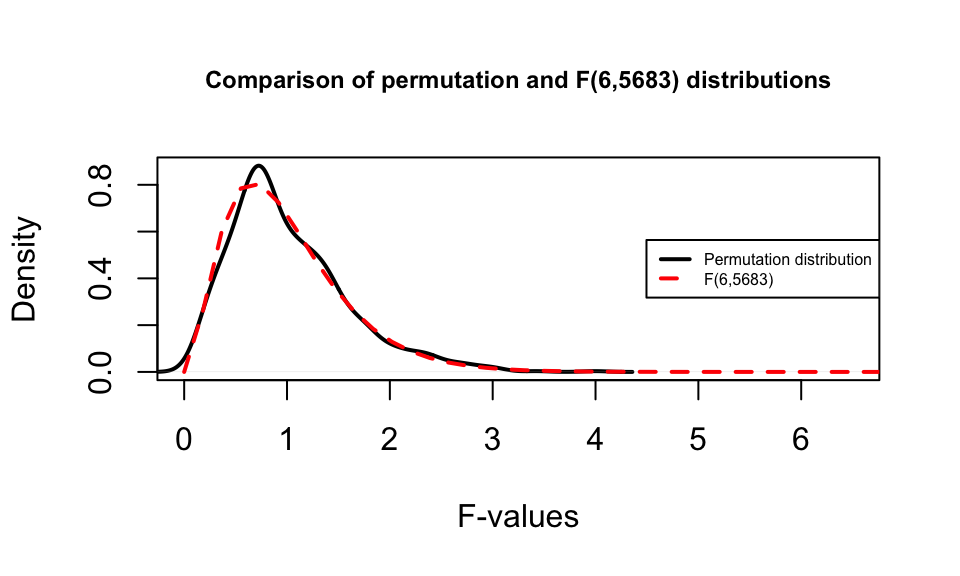 Comparison of permutation and F(6,5683) distributions
Density
0.8
0.4
0.0
Permutation distribution
F(6,5683)
0 1 2 3 4 5 6
F-values